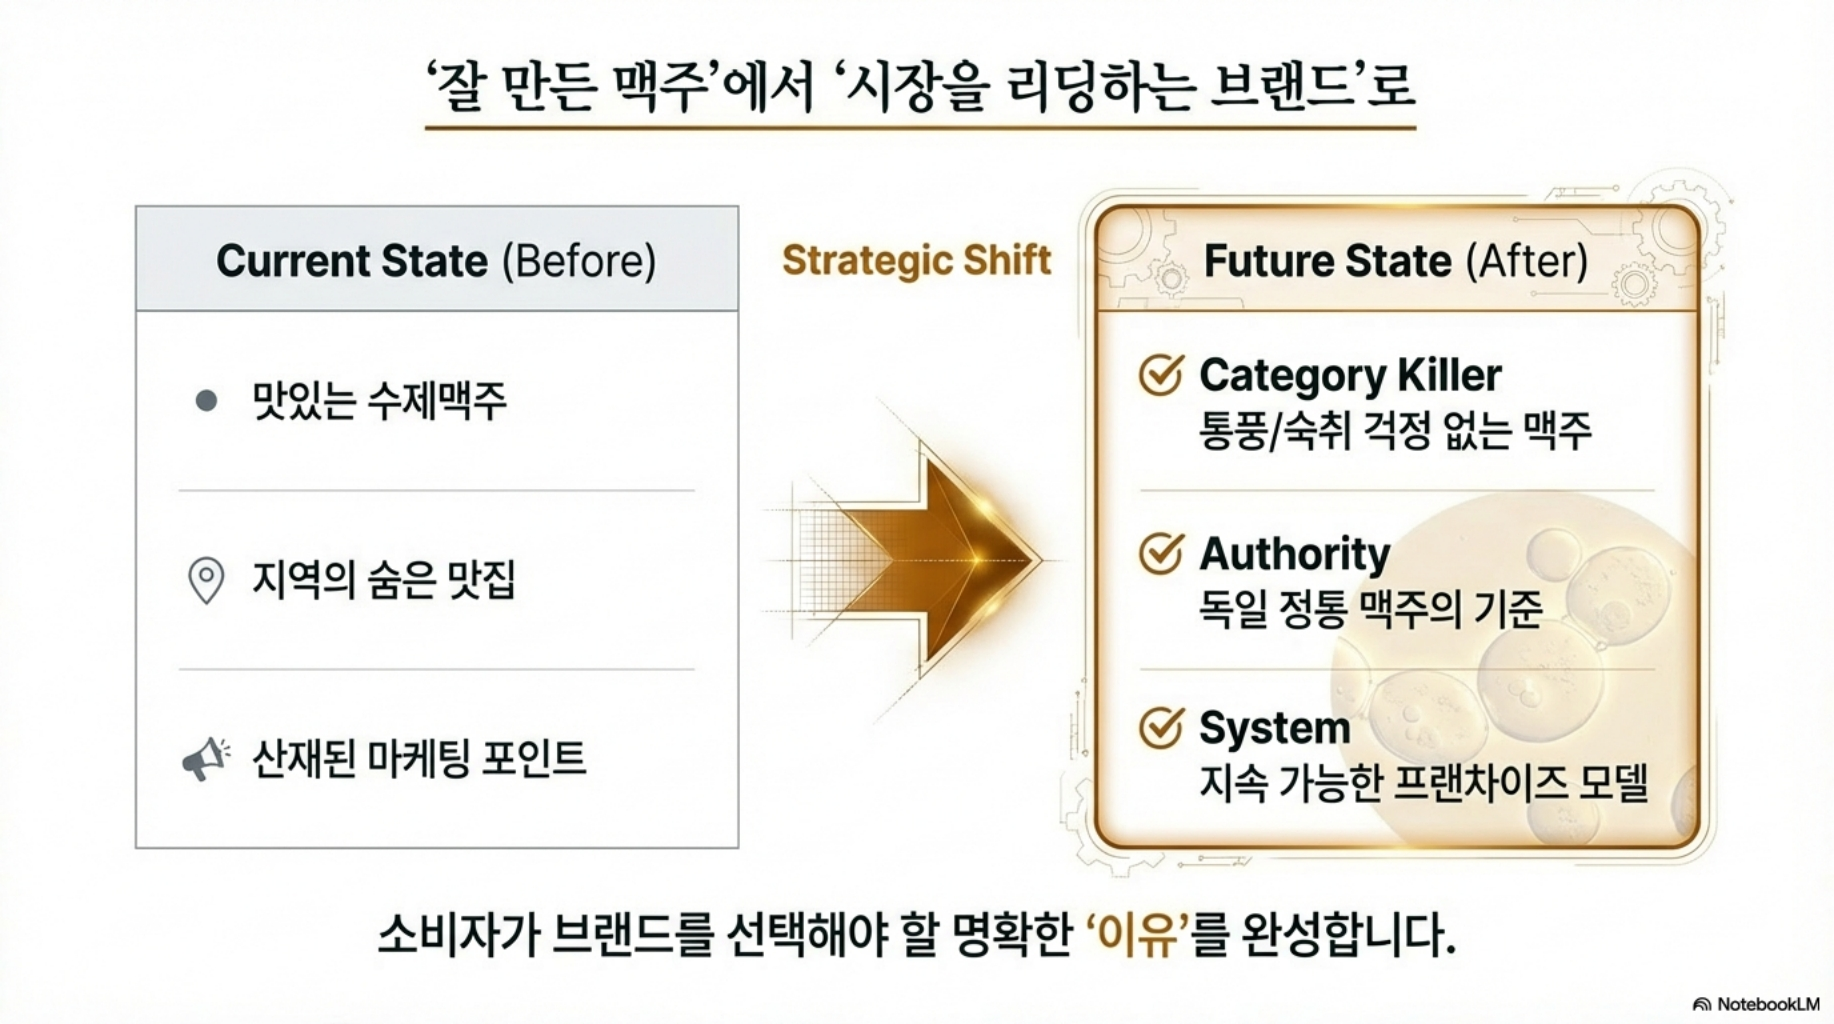 ‘잘 만든 맥주’에서 ‘시장을 리딩하는 브랜드’로
Current State (Before)
맛있는 수제맥주
지역의 숨은 맛집
산재된 마케팅 포인트
Strategic Shift
Future State (After)
Category Killer
통풍/숙취 걱정 없는 맥주
Authority
독일 정통 맥주의 기준
System
지속 가능한 프랜차이즈 모델
소비자가 브랜드를 선택해야 할 명확한 ‘이유’를 완성합니다.
NotebookLM